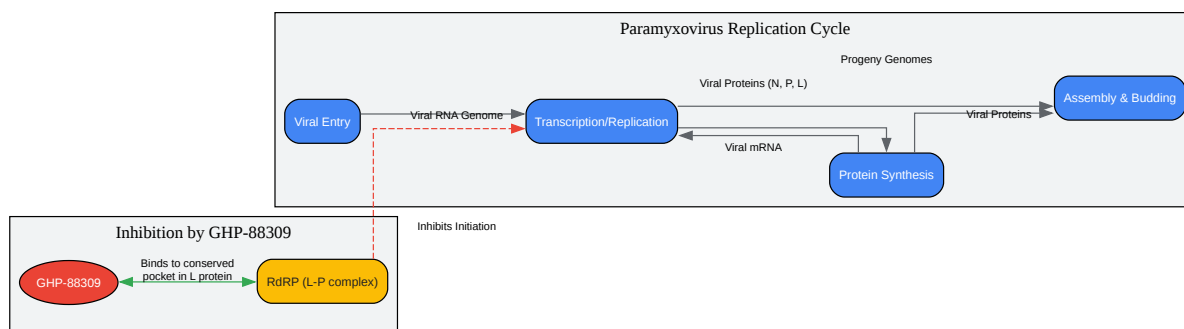 Paramyxovirus Replication Cycle
Progeny Genomes
Viral Proteins (N, P, L)
Assembly & Budding
Viral Entry
Viral RNA Genome
Transcription/Replication
Viral Proteins
Viral mRNA
Protein Synthesis
Inhibits Initiation
Inhibition by GHP-88309
Binds to conserved
pocket in L protein
GHP-88309
RdRP (L-P complex)